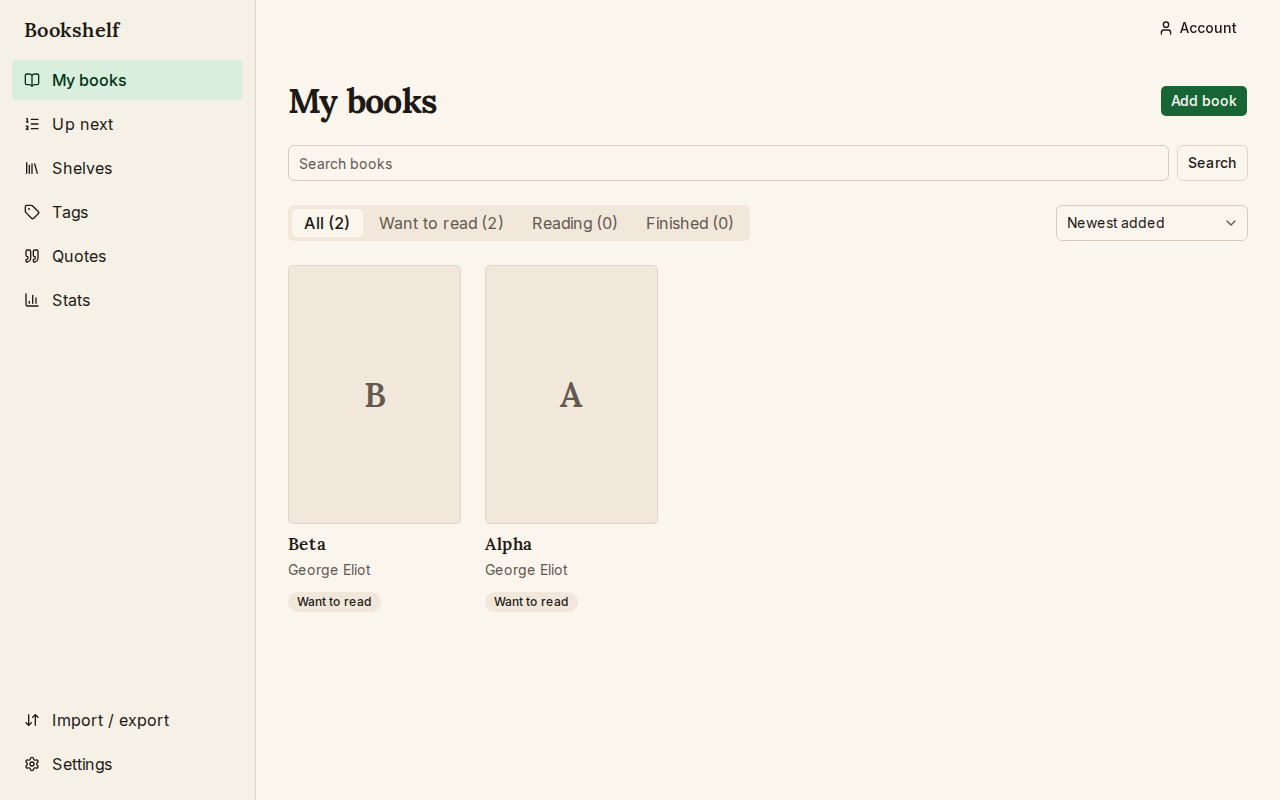 Bookshelf
My books
Up next
Shelves
Tags
Quotes
Stats
Import / export
Settings
Account
My books
Add book
Search books
Search
All (2)
Want to read (2)
Reading (0)
Finished (0)
Newest added
B
A
Beta
George Eliot
Want to read
Alpha
George Eliot
Want to read